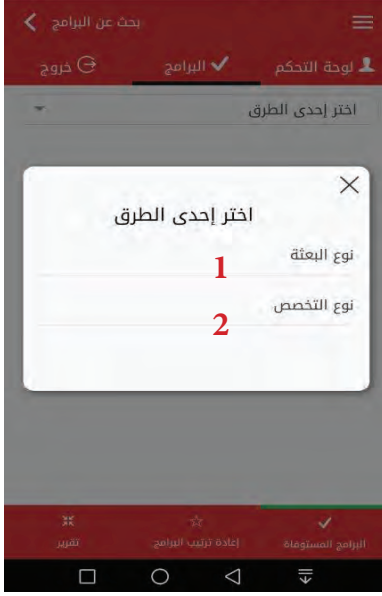 بحث عن البرامج
لوحة التحكم
البرامج
خروج
اختر إحدى الطرق
اختر إحدى الطرق
نوع البعثة
1
نوع التخصص
2
البرامج المستوفاة
إعادة ترتيب البرامج
تقرير